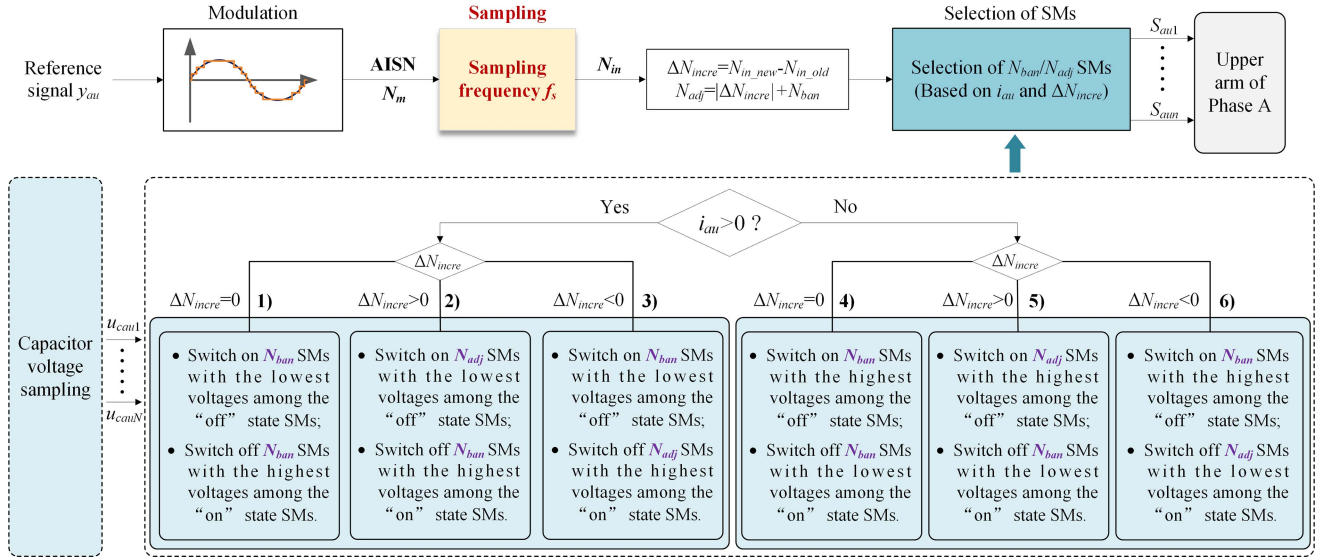 Modulation
Sampling
Selection of SMs
Reference
signal y_au
AISN
N_m
Sampling
frequency f_s
N_in
ΔN_incre=N_in_new-N_in_old
N_adj=|ΔN_incre|+N_ban
Selection of N_ban/N_adj SMs
(Based on i_au and ΔN_incre)
S_au1
S_aun
Upper
arm of
Phase A
Capacitor
voltage
sampling
u_cau1
u_cauN
Yes
i_au>0 ?
No
ΔN_incre
ΔN_incre
ΔN_incre=0
1)
ΔN_incre>0
2)
ΔN_incre<0
3)
ΔN_incre=0
4)
ΔN_incre>0
5)
ΔN_incre<0
6)
• Switch on N_ban SMs
with the lowest
voltages among the
“off” state SMs;
• Switch off N_ban SMs
with the highest
voltages among the
“on” state SMs.
• Switch on N_adj SMs
with the lowest
voltages among the
“off” state SMs;
• Switch off N_ban SMs
with the highest
voltages among the
“on” state SMs.
• Switch on N_ban SMs
with the lowest
voltages among the
“off” state SMs;
• Switch off N_adj SMs
with the highest
voltages among the
“on” state SMs.
• Switch on N_ban SMs
with the highest
voltages among the
“off” state SMs;
• Switch off N_ban SMs
with the lowest
voltages among the
“on” state SMs.
• Switch on N_adj SMs
with the highest
voltages among the
“off” state SMs;
• Switch off N_ban SMs
with the lowest
voltages among the
“on” state SMs.
• Switch on N_ban SMs
with the highest
voltages among the
“off” state SMs;
• Switch off N_adj SMs
with the lowest
voltages among the
“on” state SMs.